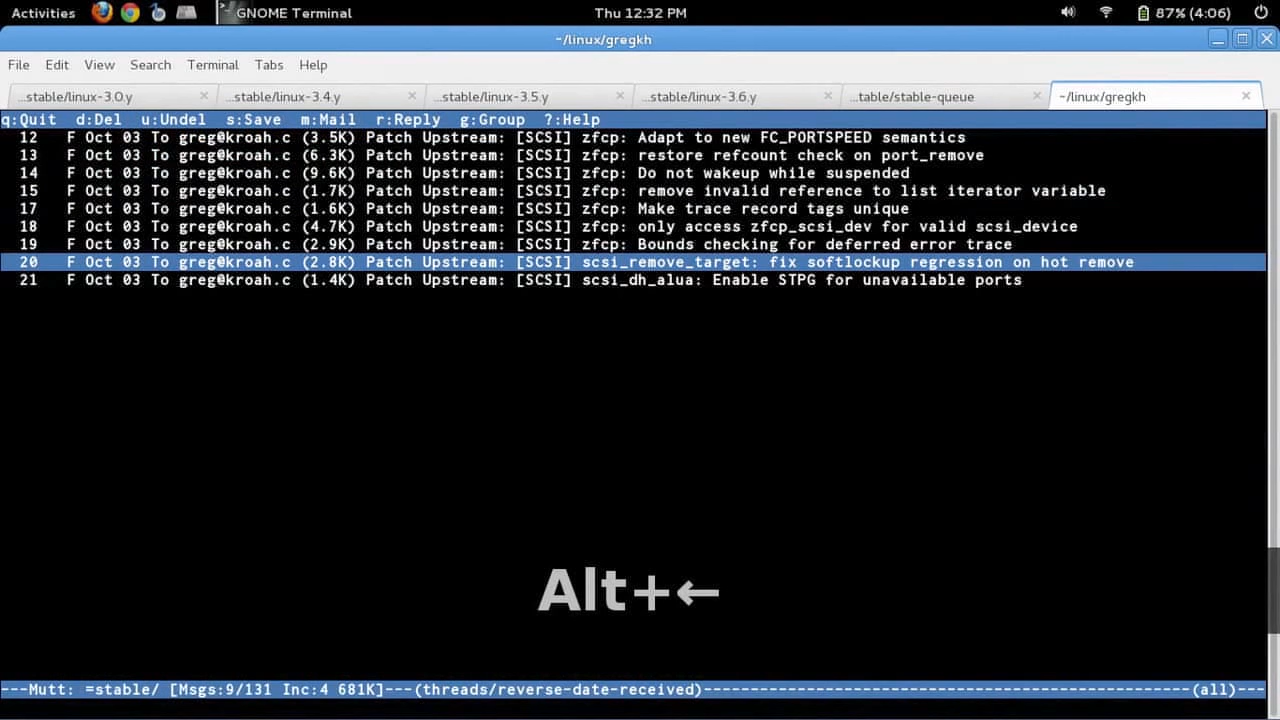 Activities GNOME Terminal Thu 12:32 PM 87% (4:06)
~/linux/gregkh
File Edit View Search Terminal Tabs Help
...stable/linux-3.0.y ...stable/linux-3.4.y ...stable/linux-3.5.y ...stable/linux-3.6.y ...table/stable-queue ~/linux/gregkh
q:Quit d:Del u:Undel s:Save m:Mail r:Reply g:Group ?:Help
12 F Oct 03 To greg@kroah.c (3.5K) Patch Upstream: [SCSI] zfcp: Adapt to new FC_PORTSPEED semantics
13 F Oct 03 To greg@kroah.c (6.3K) Patch Upstream: [SCSI] zfcp: restore refcount check on port_remove
14 F Oct 03 To greg@kroah.c (9.6K) Patch Upstream: [SCSI] zfcp: Do not wakeup while suspended
15 F Oct 03 To greg@kroah.c (1.7K) Patch Upstream: [SCSI] zfcp: remove invalid reference to list iterator variable
17 F Oct 03 To greg@kroah.c (1.6K) Patch Upstream: [SCSI] zfcp: Make trace record tags unique
18 F Oct 03 To greg@kroah.c (4.7K) Patch Upstream: [SCSI] zfcp: only access zfcp_scsi_dev for valid scsi_device
19 F Oct 03 To greg@kroah.c (2.9K) Patch Upstream: [SCSI] zfcp: Bounds checking for deferred error trace
20 F Oct 03 To greg@kroah.c (2.8K) Patch Upstream: [SCSI] scsi_remove_target: fix softlockup regression on hot remove
21 F Oct 03 To greg@kroah.c (1.4K) Patch Upstream: [SCSI] scsi_dh_alua: Enable STPG for unavailable ports
Alt+←
---Mutt: =stable/ [Msgs:9/131 Inc:4 681K]---(threads/reverse-date-received)----------------------------------------------------(all)---